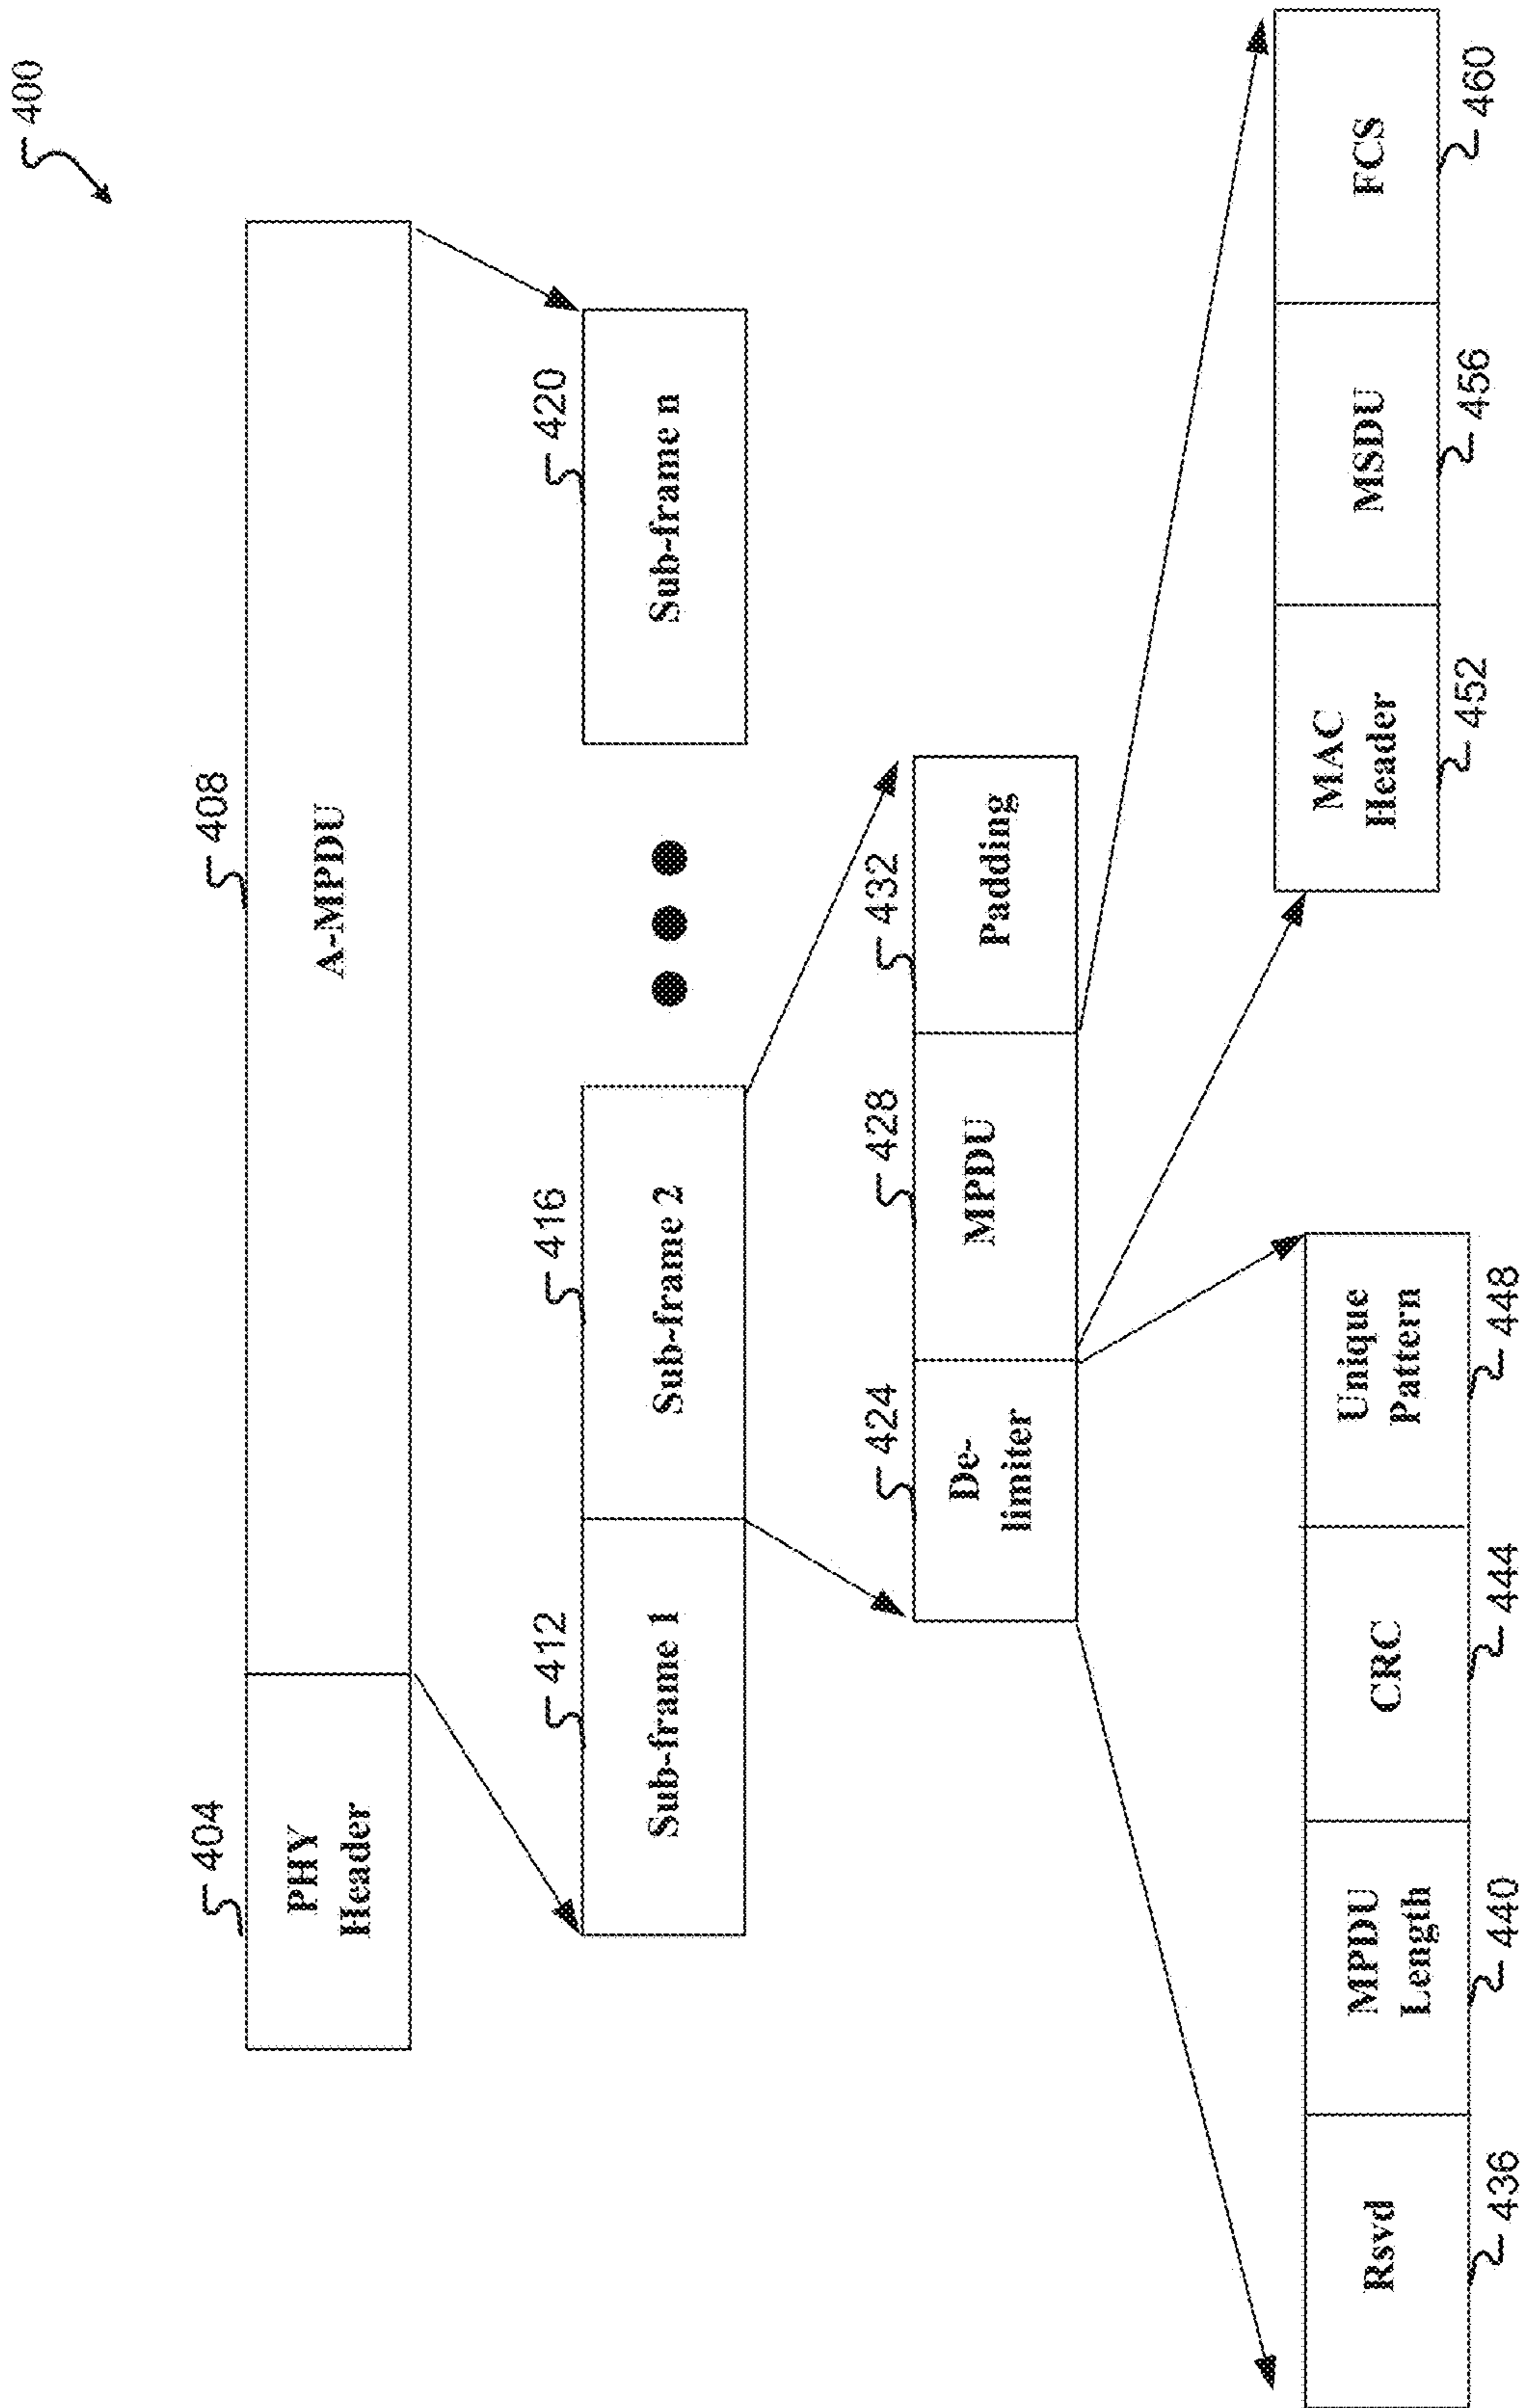 400
404
408
PHY
Header
A-MPDU
412
416
420
Sub-frame 1
Sub-frame 2
Sub-frame n
424
428
432
De-
limiter
MPDU
Padding
Rsvd
MPDU
Length
CRC
Unique
Pattern
436
440
444
448
MAC
Header
MSDU
FCS
452
456
460